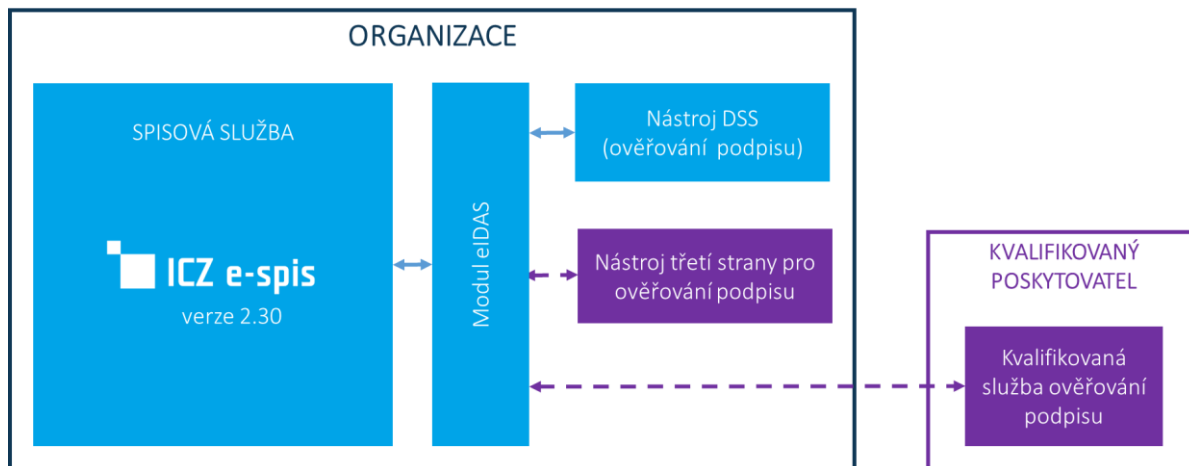 ORGANIZACE
SPISOVÁ SLUŽBA
ICZ e-spis
verze 2.30
Modul eIDAS
Nástroj DSS
(ověřování podpisu)
Nástroj třetí strany pro
ověřování podpisu
KVALIFIKOVANÝ
POSKYTOVATEL
Kvalifikovaná
služba ověřování
podpisu